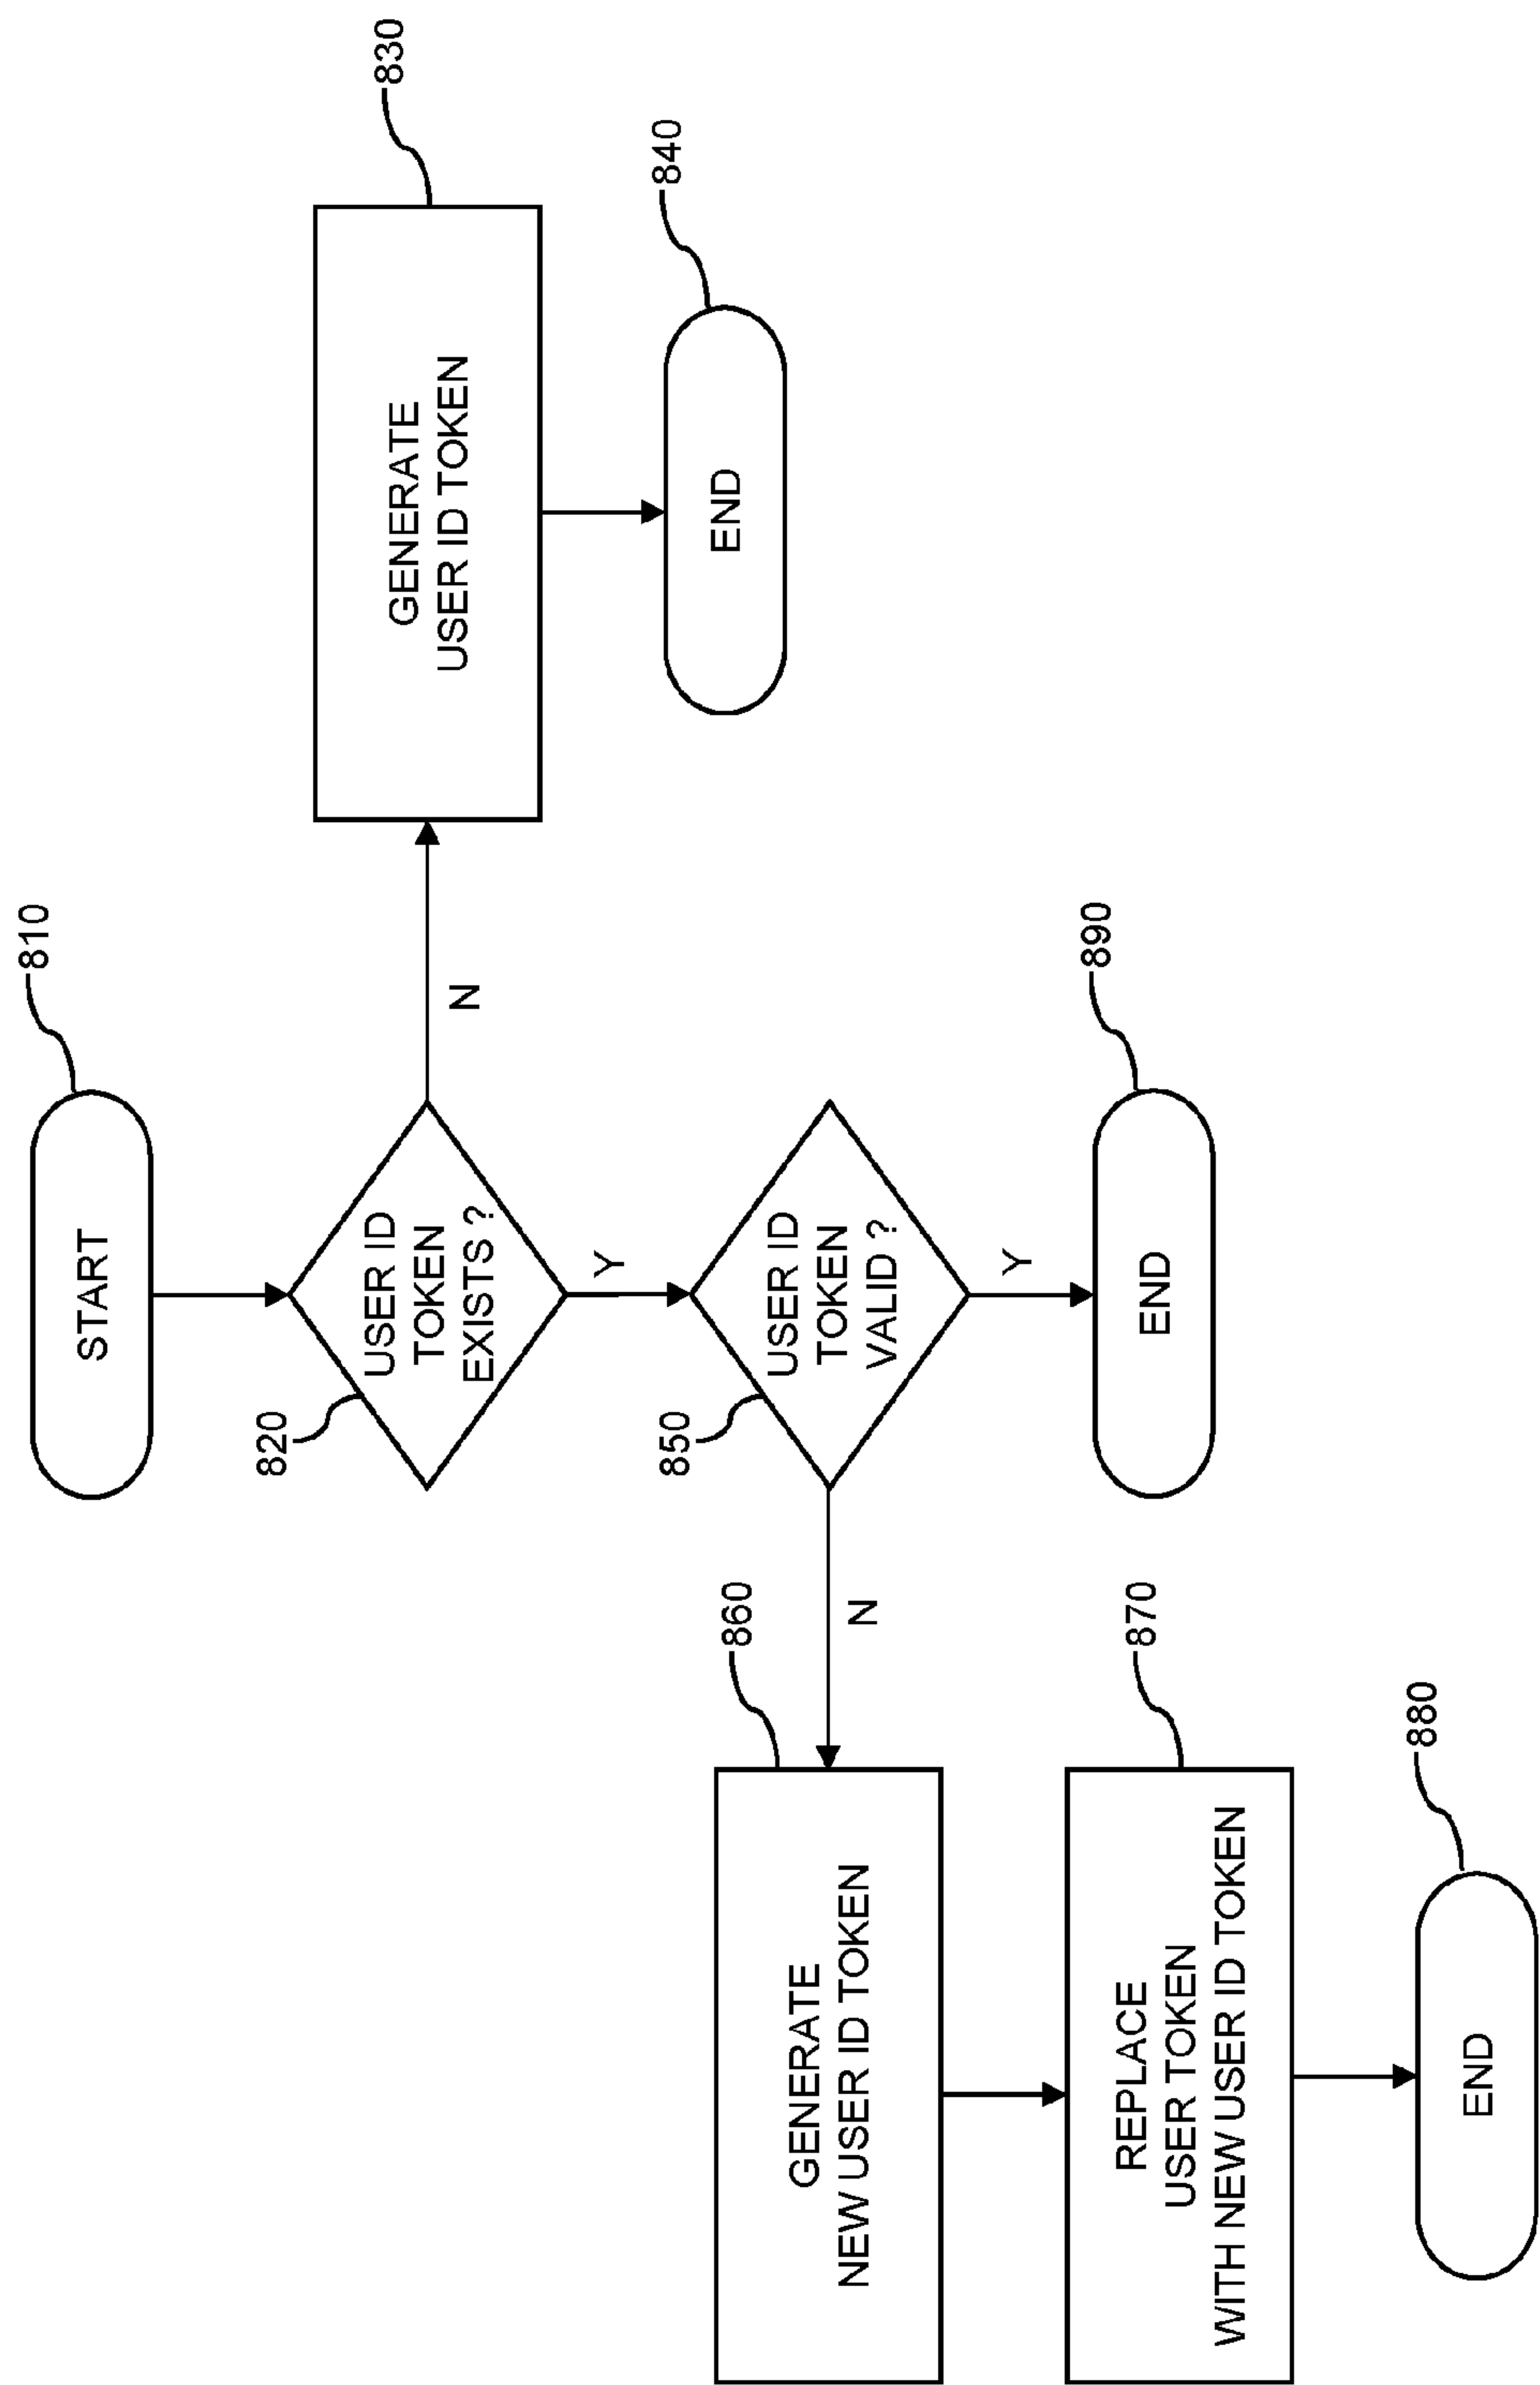 810
START
820
USER ID
TOKEN
EXISTS ?
N
830
GENERATE
USER ID TOKEN
840
END
Y
850
USER ID
TOKEN
VALID ?
N
860
GENERATE
NEW USER ID TOKEN
870
REPLACE
USER TOKEN
WITH NEW USER ID TOKEN
880
END
Y
890
END